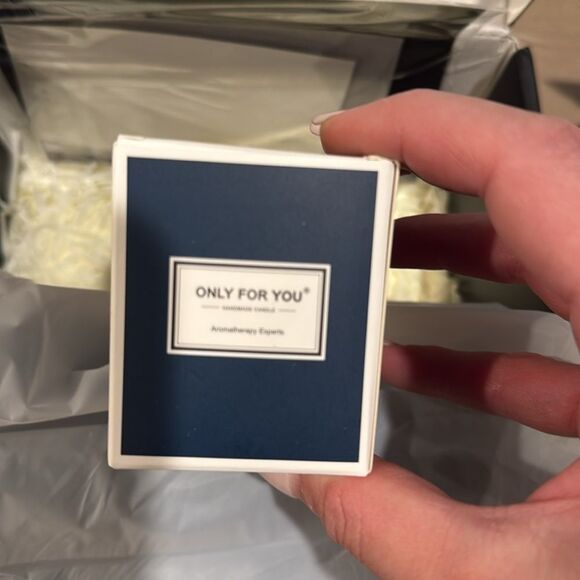 ONLY FOR YOU®
HANDMADE CANDLE
Aromatherapy Experts